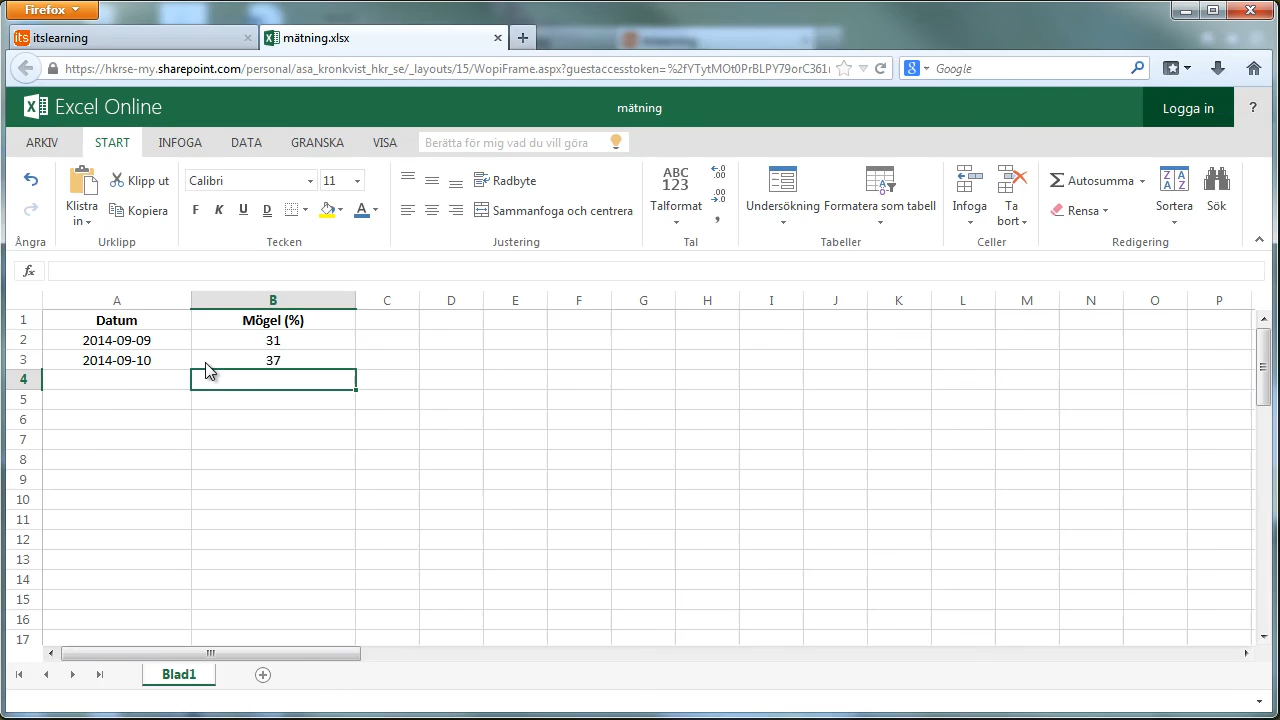 Firefox
its itslearning
mätning.xlsx
https://hkrse-my.sharepoint.com/personal/asa_kronkvist_hkr_se/_layouts/15/WopiFrame.aspx?guestaccesstoken=%2fYTytMOt0PrBLPY79orC361
Google
Excel Online
mätning
Logga in
?
ARKIV START INFOGA DATA GRANSKA VISA
Berätta för mig vad du vill göra
Klistra in
Klipp ut
Kopiera
Calibri 11
F K U D
A
Radbyte
Sammanfoga och centrera
ABC 123
Talformat
,00 ,0
,0 ,00
Undersökning
Formatera som tabell
Infoga
Ta bort
Autosumma
Rensa
Sortera
Sök
Ångra Urklipp Tecken Justering Tal Tabeller Celler Redigering
fx
A B C D E F G H I J K L M N O P
1 Datum Mögel (%)
2 2014-09-09 31
3 2014-09-10 37
4
5
6
7
8
9
10
11
12
13
14
15
16
17
Blad1